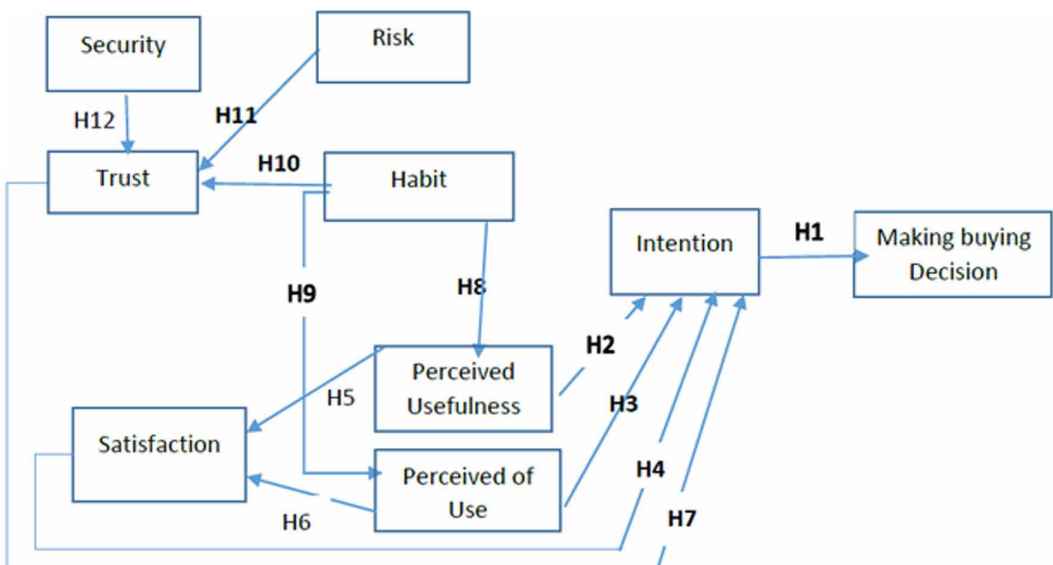 Security
Risk
H12
H11
Trust
H10
Habit
Intention
H1
Making buying
Decision
H9
H8
H2
Perceived
Usefulness
H5
H3
Satisfaction
H4
Perceived of
Use
H6
H7